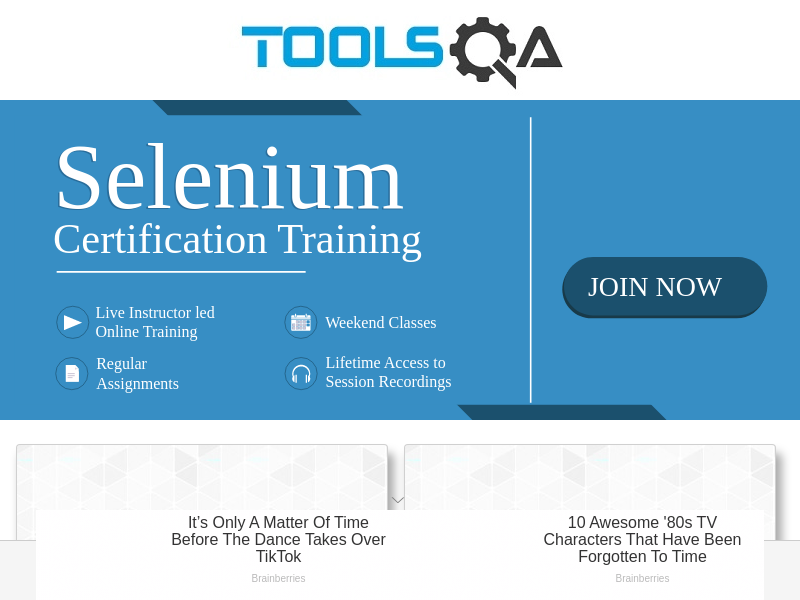 TOOLSQA
Selenium
Certification Training
JOIN NOW
Live Instructor led
Online Training
Weekend Classes
Regular
Assignments
Lifetime Access to
Session Recordings
It's Only A Matter Of Time
Before The Dance Takes Over
TikTok
Brainberries
10 Awesome '80s TV
Characters That Have Been
Forgotten To Time
Brainberries